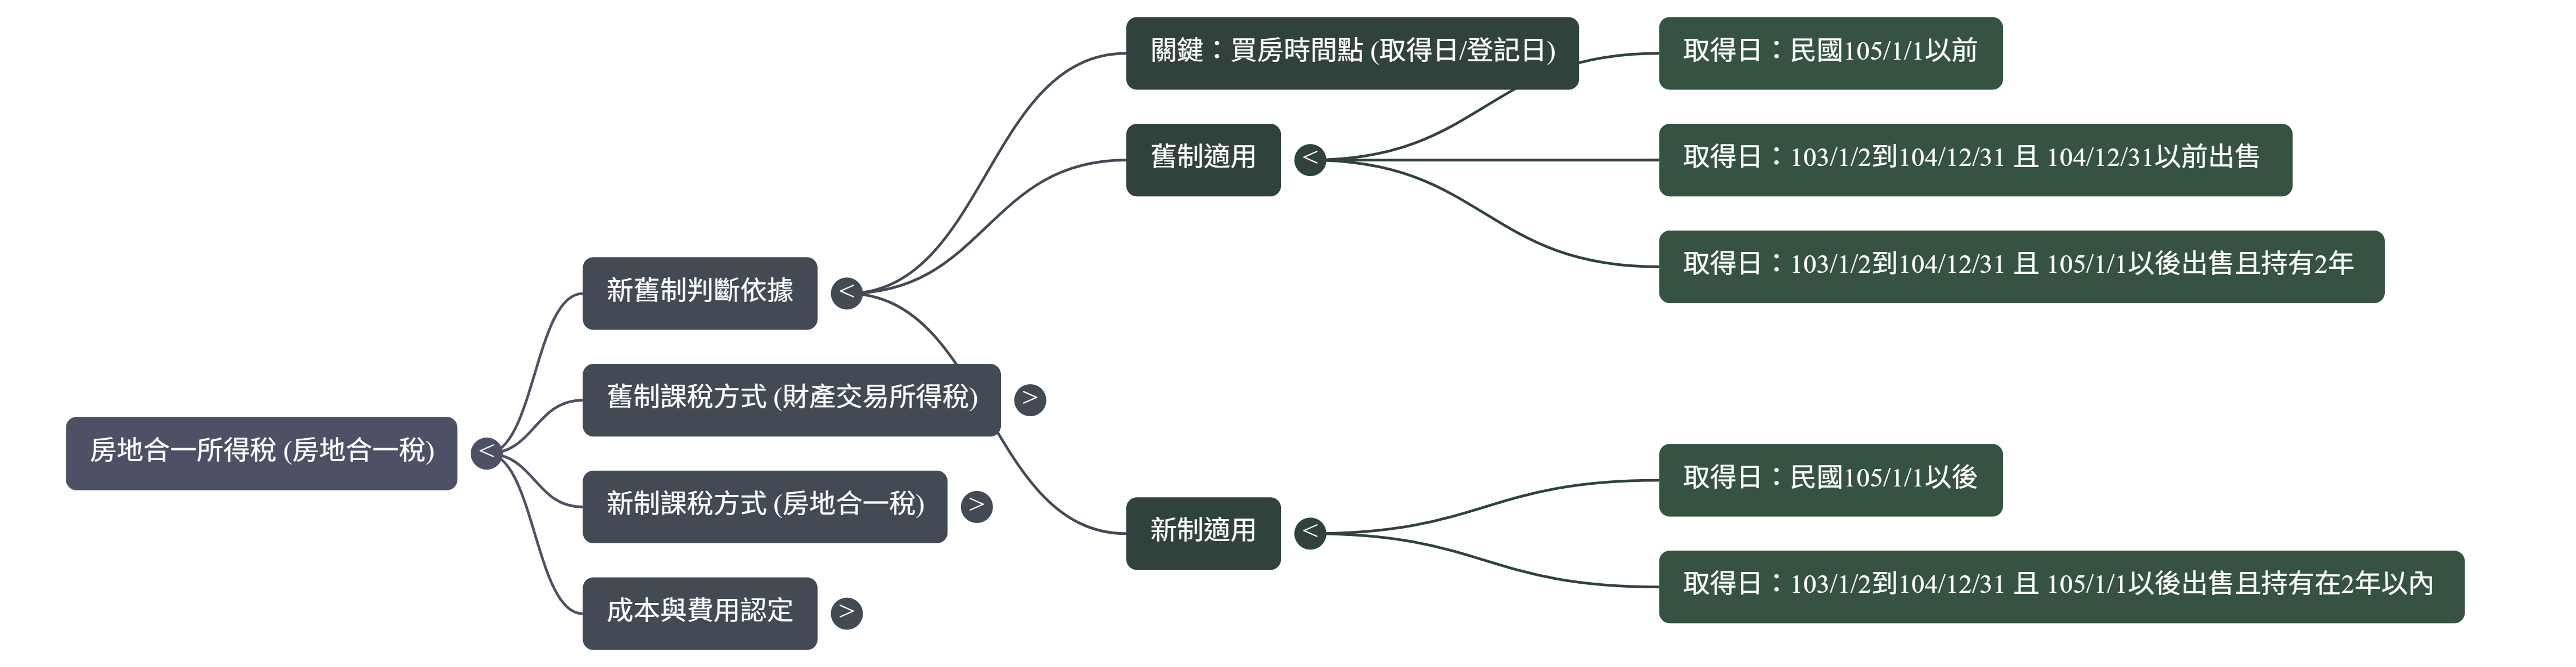 房地合一所得稅 (房地合一稅)
<
新舊制判斷依據
<
關鍵：買房時間點 (取得日/登記日)
舊制適用
<
取得日：民國105/1/1以前
取得日：103/1/2到104/12/31 且 104/12/31以前出售
取得日：103/1/2到104/12/31 且 105/1/1以後出售且持有2年
新制適用
<
取得日：民國105/1/1以後
取得日：103/1/2到104/12/31 且 105/1/1以後出售且持有在2年以內
舊制課稅方式 (財產交易所得稅)
>
新制課稅方式 (房地合一稅)
>
成本與費用認定
>